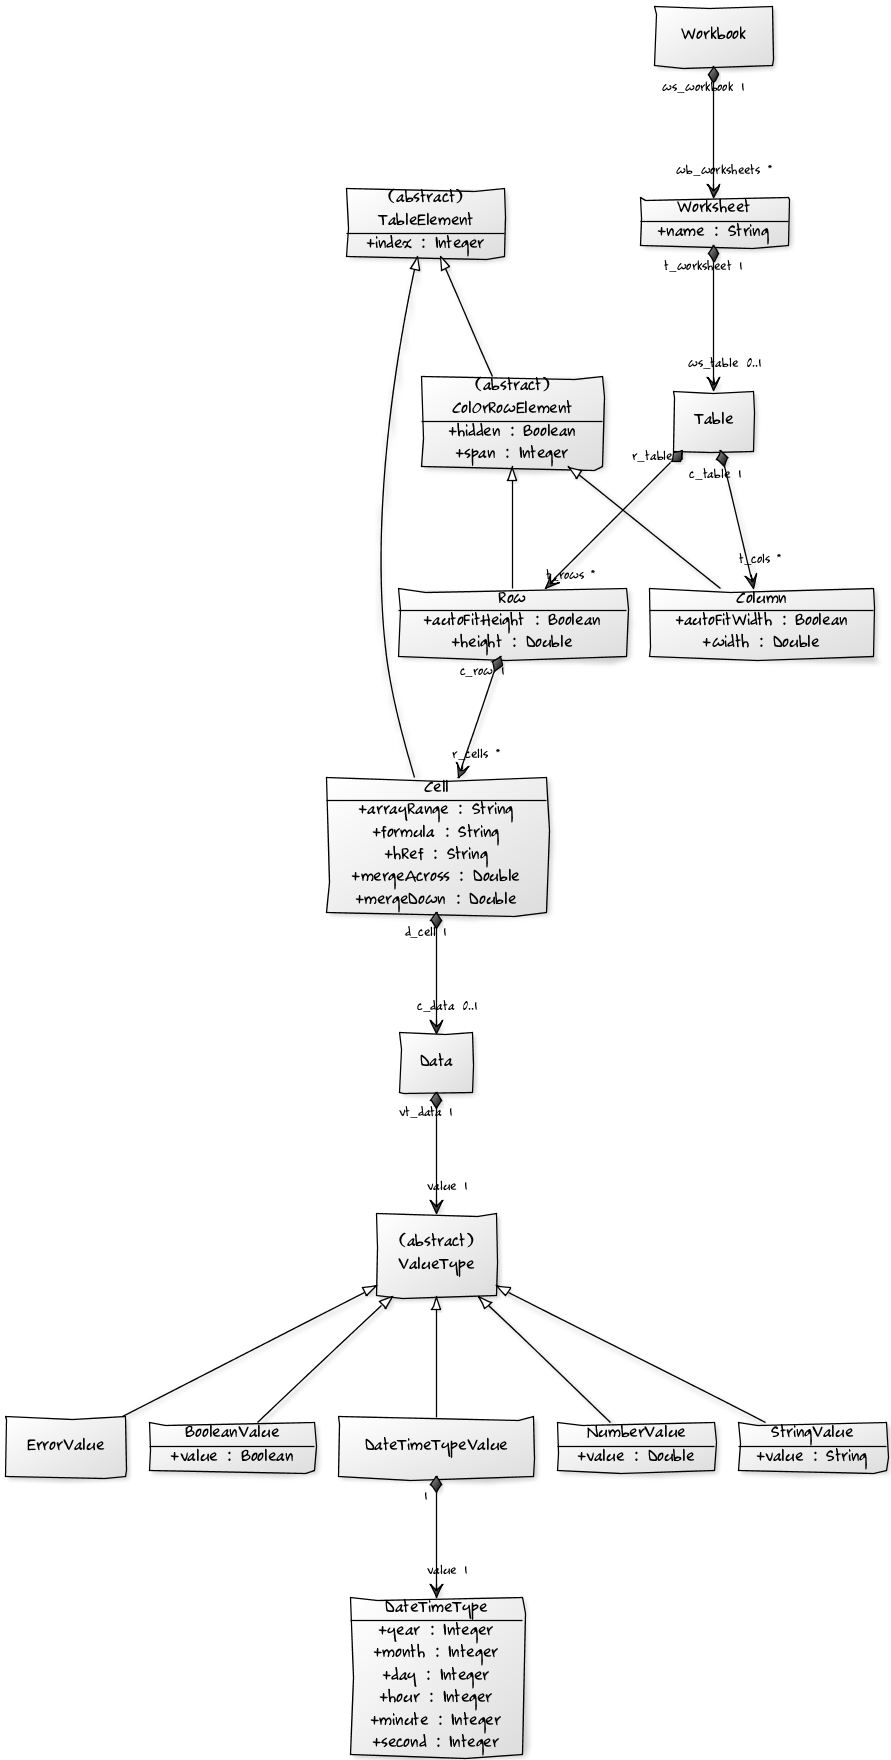 Workbook
ws_workbook 1
wb_worksheets *
Worksheet
+name : String
t_worksheet 1
(abstract)
TableElement
+index : Integer
ws_table 0..1
Table
r_table
c_table 1
(abstract)
ColOrRowElement
+hidden : Boolean
+span : Integer
t_rows *
t_cols *
Row
+autoFitHeight : Boolean
+height : Double
c_row 1
Column
+autoFitWidth : Boolean
+width : Double
r_cells *
Cell
+arrayRange : String
+formula : String
+hRef : String
+mergeAcross : Double
+mergeDown : Double
d_cell 1
c_data 0..1
Data
vt_data 1
value 1
(abstract)
ValueType
ErrorValue
BooleanValue
+value : Boolean
DateTimeTypeValue
NumberValue
+value : Double
StringValue
+value : String
1
value 1
DateTimeType
+year : Integer
+month : Integer
+day : Integer
+hour : Integer
+minute : Integer
+second : Integer